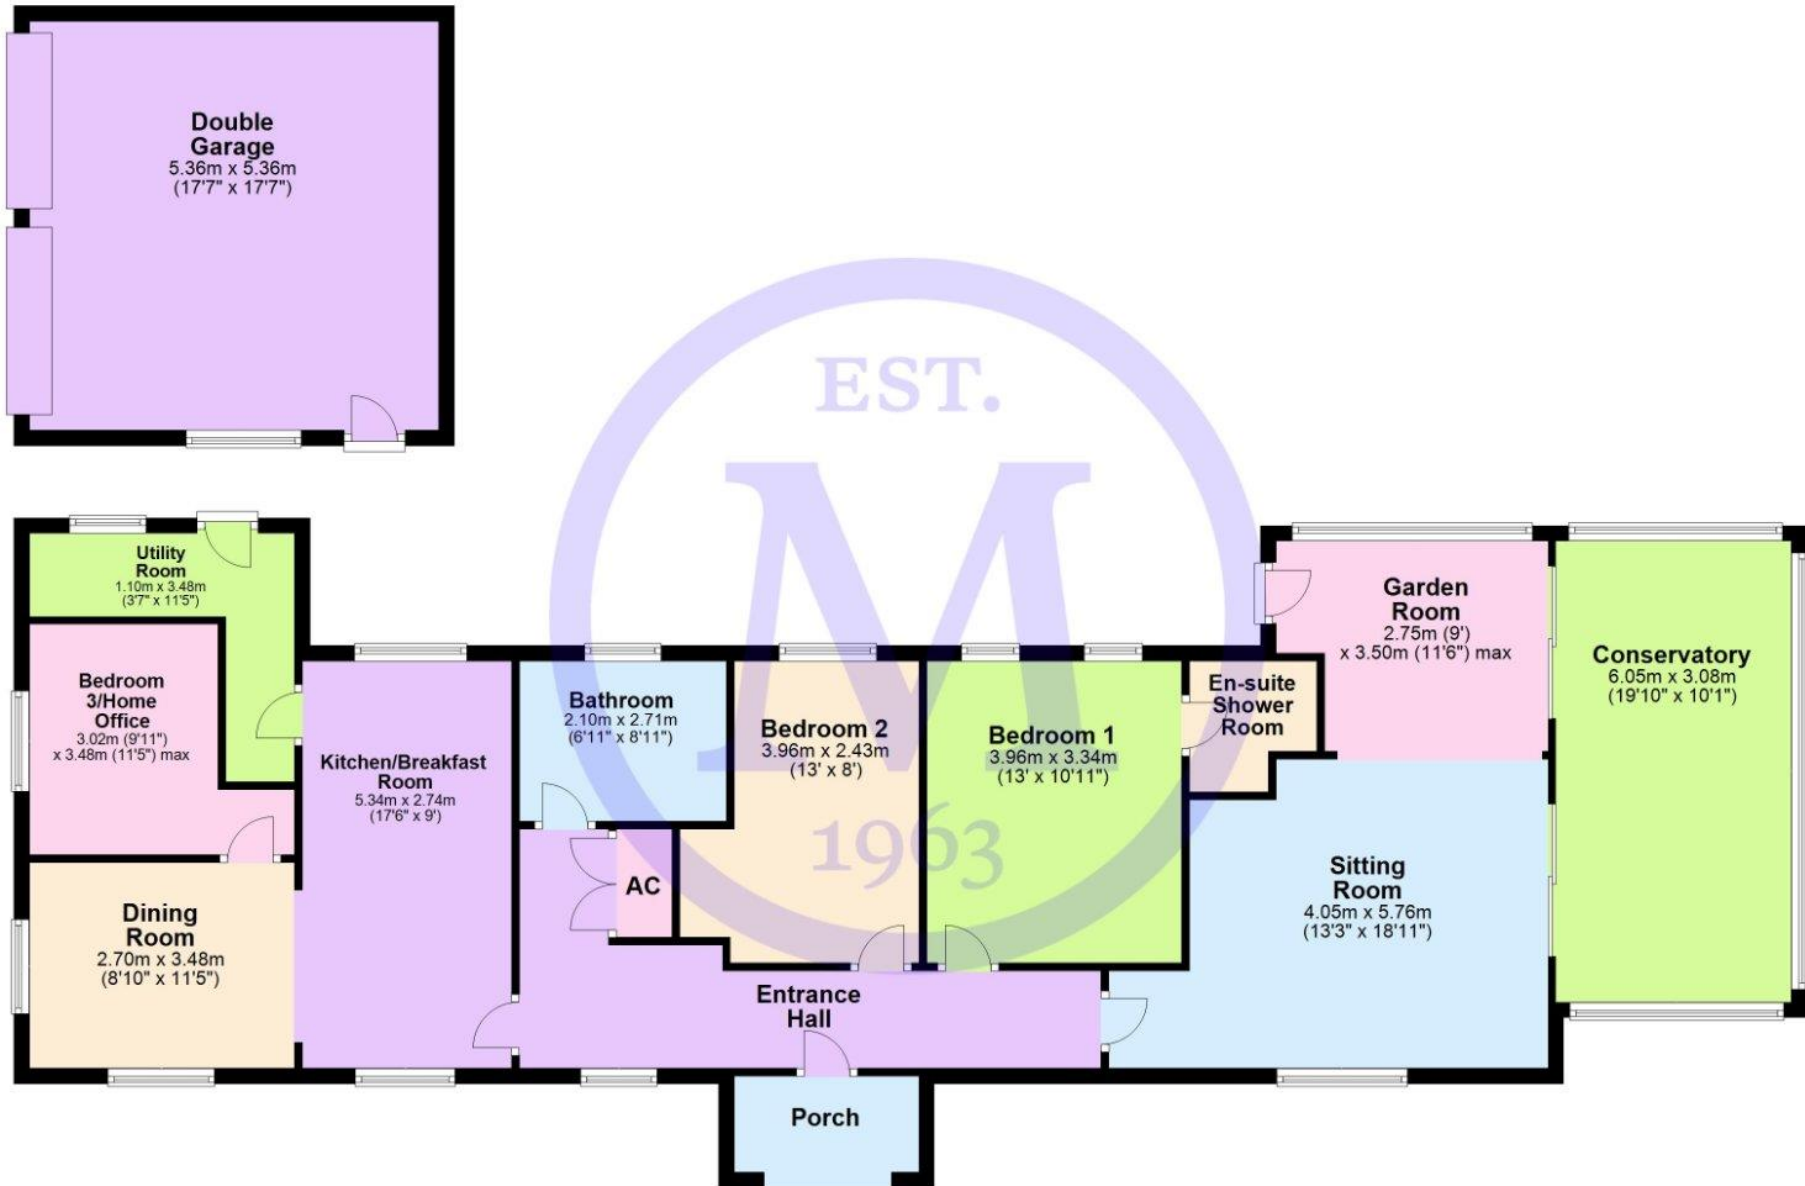 Double
Garage
5.36m x 5.36m
(17'7" x 17'7")
EST.
M
1963
Utility
Room
1.10m x 3.48m
(3'7" x 11'5")
Bedroom
3/Home
Office
3.02m (9'11")
x 3.48m (11'5") max
Dining
Room
2.70m x 3.48m
(8'10" x 11'5")
Kitchen/Breakfast
Room
5.34m x 2.74m
(17'6" x 9')
Bathroom
2.10m x 2.71m
(6'11" x 8'11")
AC
Bedroom 2
3.96m x 2.43m
(13' x 8')
Bedroom 1
3.96m x 3.34m
(13' x 10'11")
En-suite
Shower
Room
Garden
Room
2.75m (9')
x 3.50m (11'6") max
Conservatory
6.05m x 3.08m
(19'10" x 10'1")
Sitting
Room
4.05m x 5.76m
(13'3" x 18'11")
Entrance
Hall
Porch